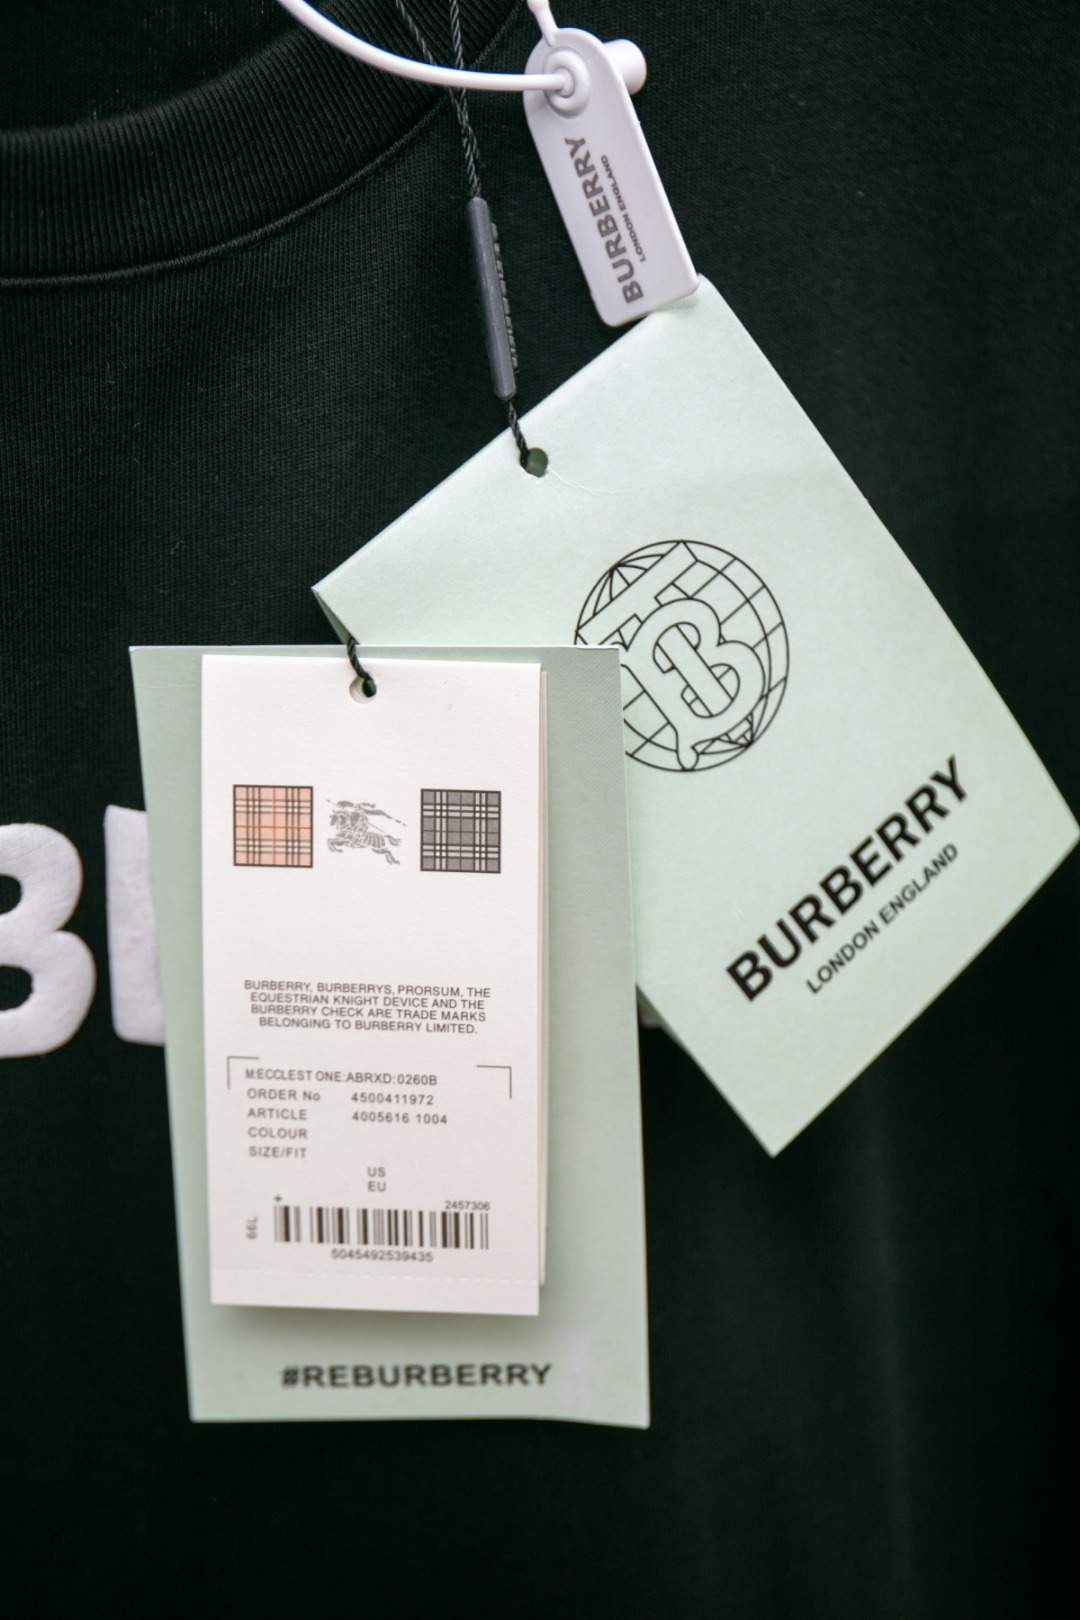 BURBERRY
LONDON ENGLAND
BURBERRY
LONDON ENGLAND
B
BURBERRY, BURBERRYS, PRORSUM, THE
EQUESTRIAN KNIGHT DEVICE AND THE
BURBERRY CHECK ARE TRADE MARKS
BELONGING TO BURBERRY LIMITED.
M:ECCLEST ONE:ABRXD:0260B
ORDER No 4500411972
ARTICLE 4005616 1004
COLOUR
SIZE/FIT
US
EU
2457306
66L
5045492539435
#REBURBERRY